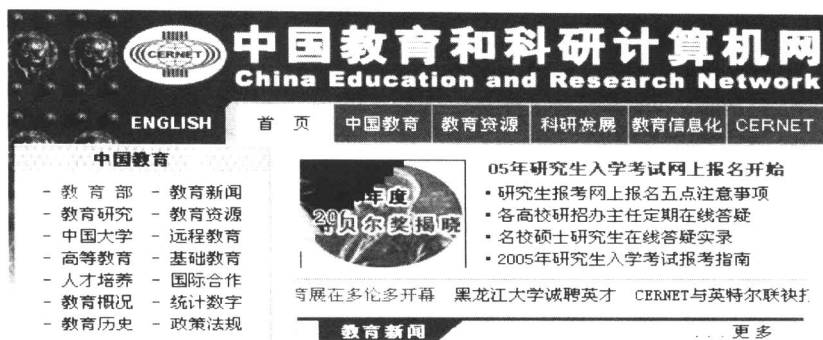 CERNET
中国教育和科研计算机网
China Education and Research Network
ENGLISH 首 页 中国教育 教育资源 科研发展 教育信息化 CERNET
中国教育
- 教 育 部 - 教育新闻
- 教育研究 - 教育资源
- 中国大学 - 远程教育
- 高等教育 - 基础教育
- 人才培养 - 国际合作
- 教育概况 - 统计数字
- 教育历史 - 政策法规
年度
贝尔奖揭晓
05年研究生入学考试网上报名开始
▪ 研究生报考网上报名五点注意事项
▪ 各高校研招办主任定期在线答疑
▪ 名校硕士研究生在线答疑实录
▪ 2005年研究生入学考试报考指南
育展在多伦多开幕 黑龙江大学诚聘英才 CERNET与英特尔联袂
教育新闻 ...更多